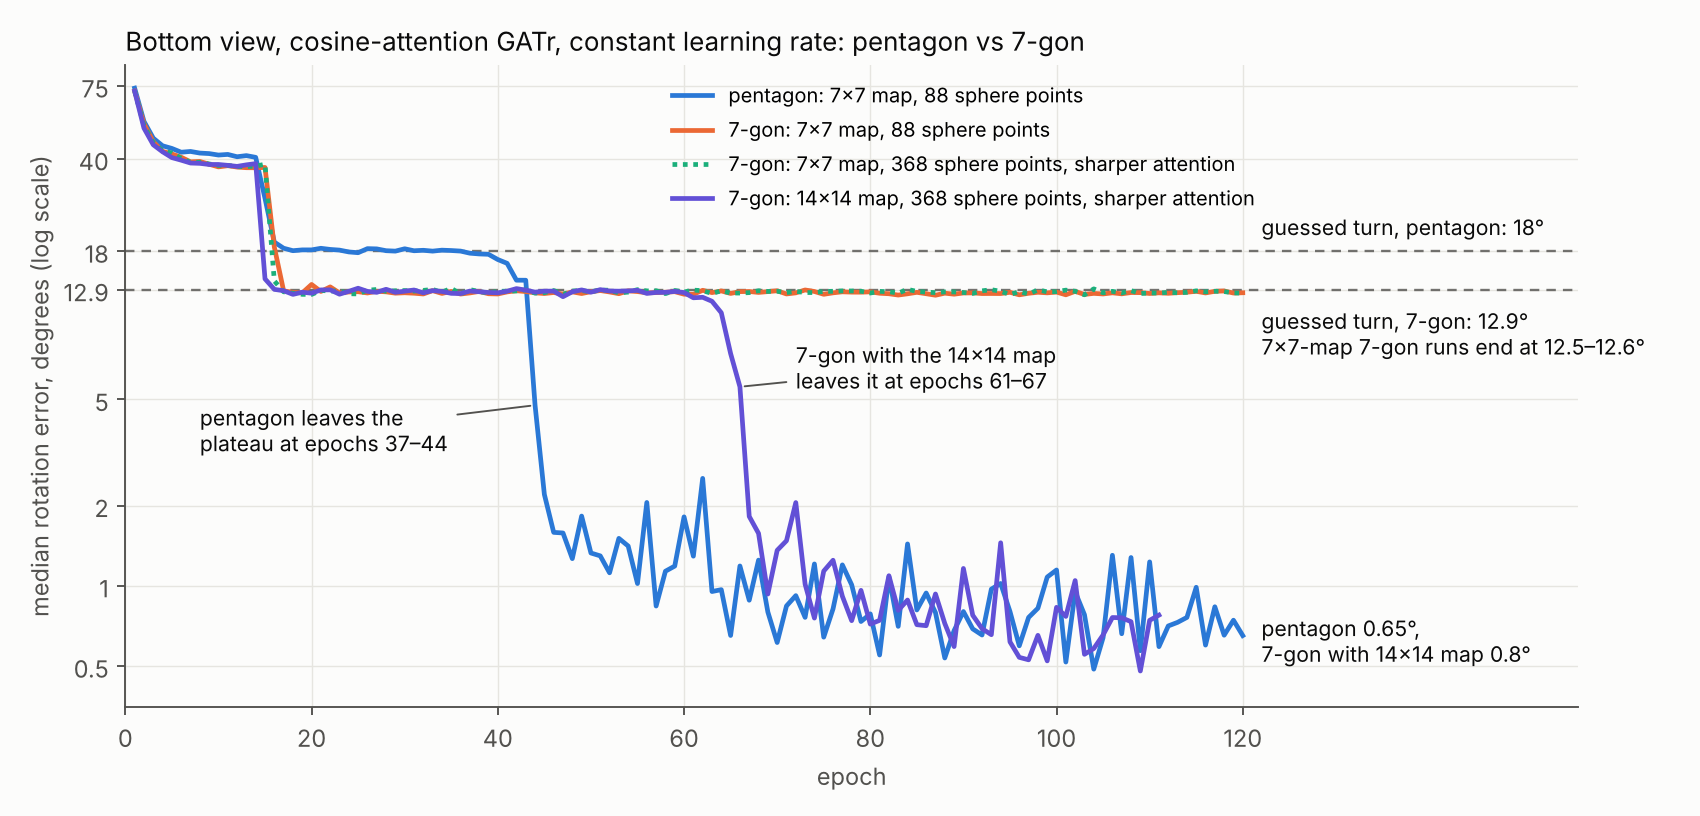 Bottom view, cosine-attention GATr, constant learning rate: pentagon vs 7-gon
median rotation error, degrees (log scale)
75
40
18
12.9
5
2
1
0.5
pentagon: 7×7 map, 88 sphere points
7-gon: 7×7 map, 88 sphere points
7-gon: 7×7 map, 368 sphere points, sharper attention
7-gon: 14×14 map, 368 sphere points, sharper attention
guessed turn, pentagon: 18°
guessed turn, 7-gon: 12.9°
7×7-map 7-gon runs end at 12.5–12.6°
7-gon with the 14×14 map
leaves it at epochs 61–67
pentagon leaves the
plateau at epochs 37–44
pentagon 0.65°,
7-gon with 14×14 map 0.8°
0
20
40
60
80
100
120
epoch